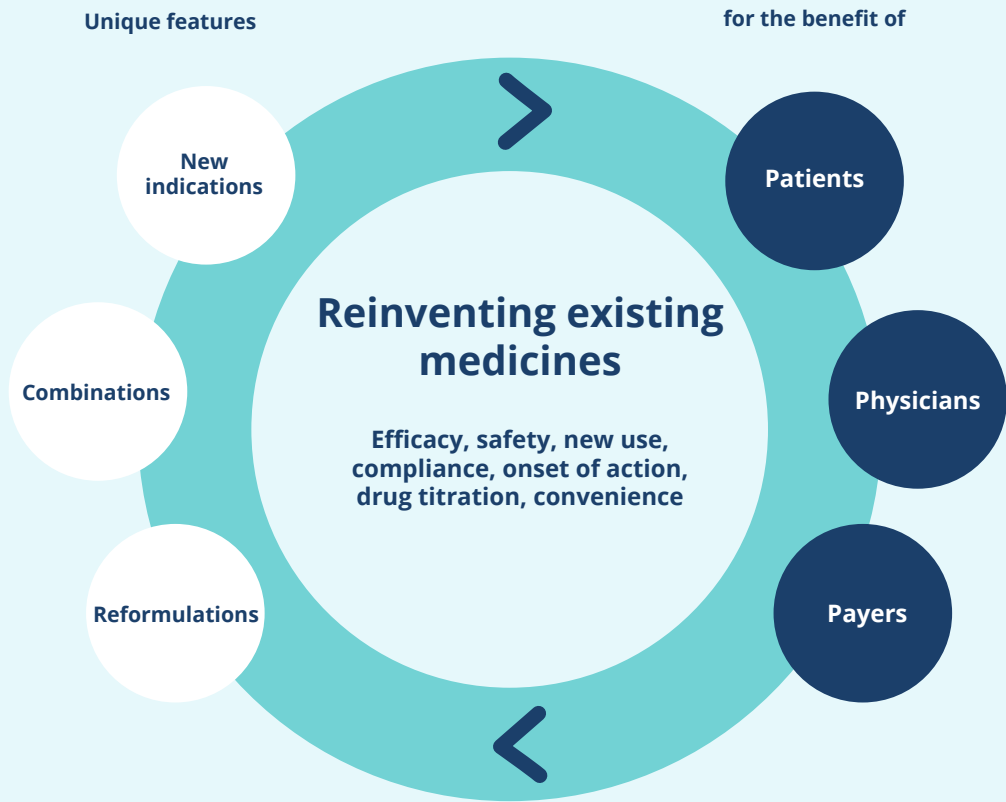 Unique features
for the benefit of
New
indications
Combinations
Reformulations
Reinventing existing
medicines
Efficacy, safety, new use,
compliance, onset of action,
drug titration, convenience
Patients
Physicians
Payers